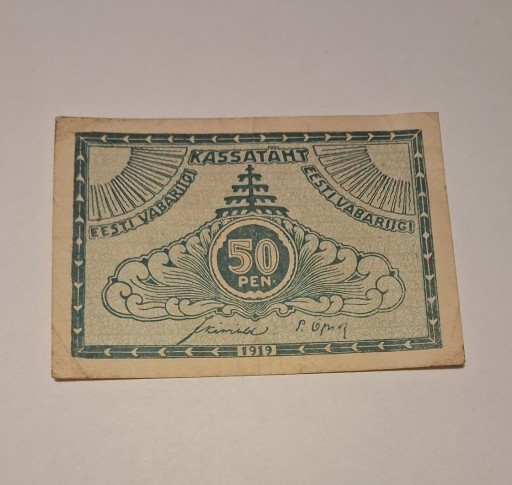 KASSATÄHT
EESTI VABARIIGI
EESTI VABARIIGI
50
PEN.
1919